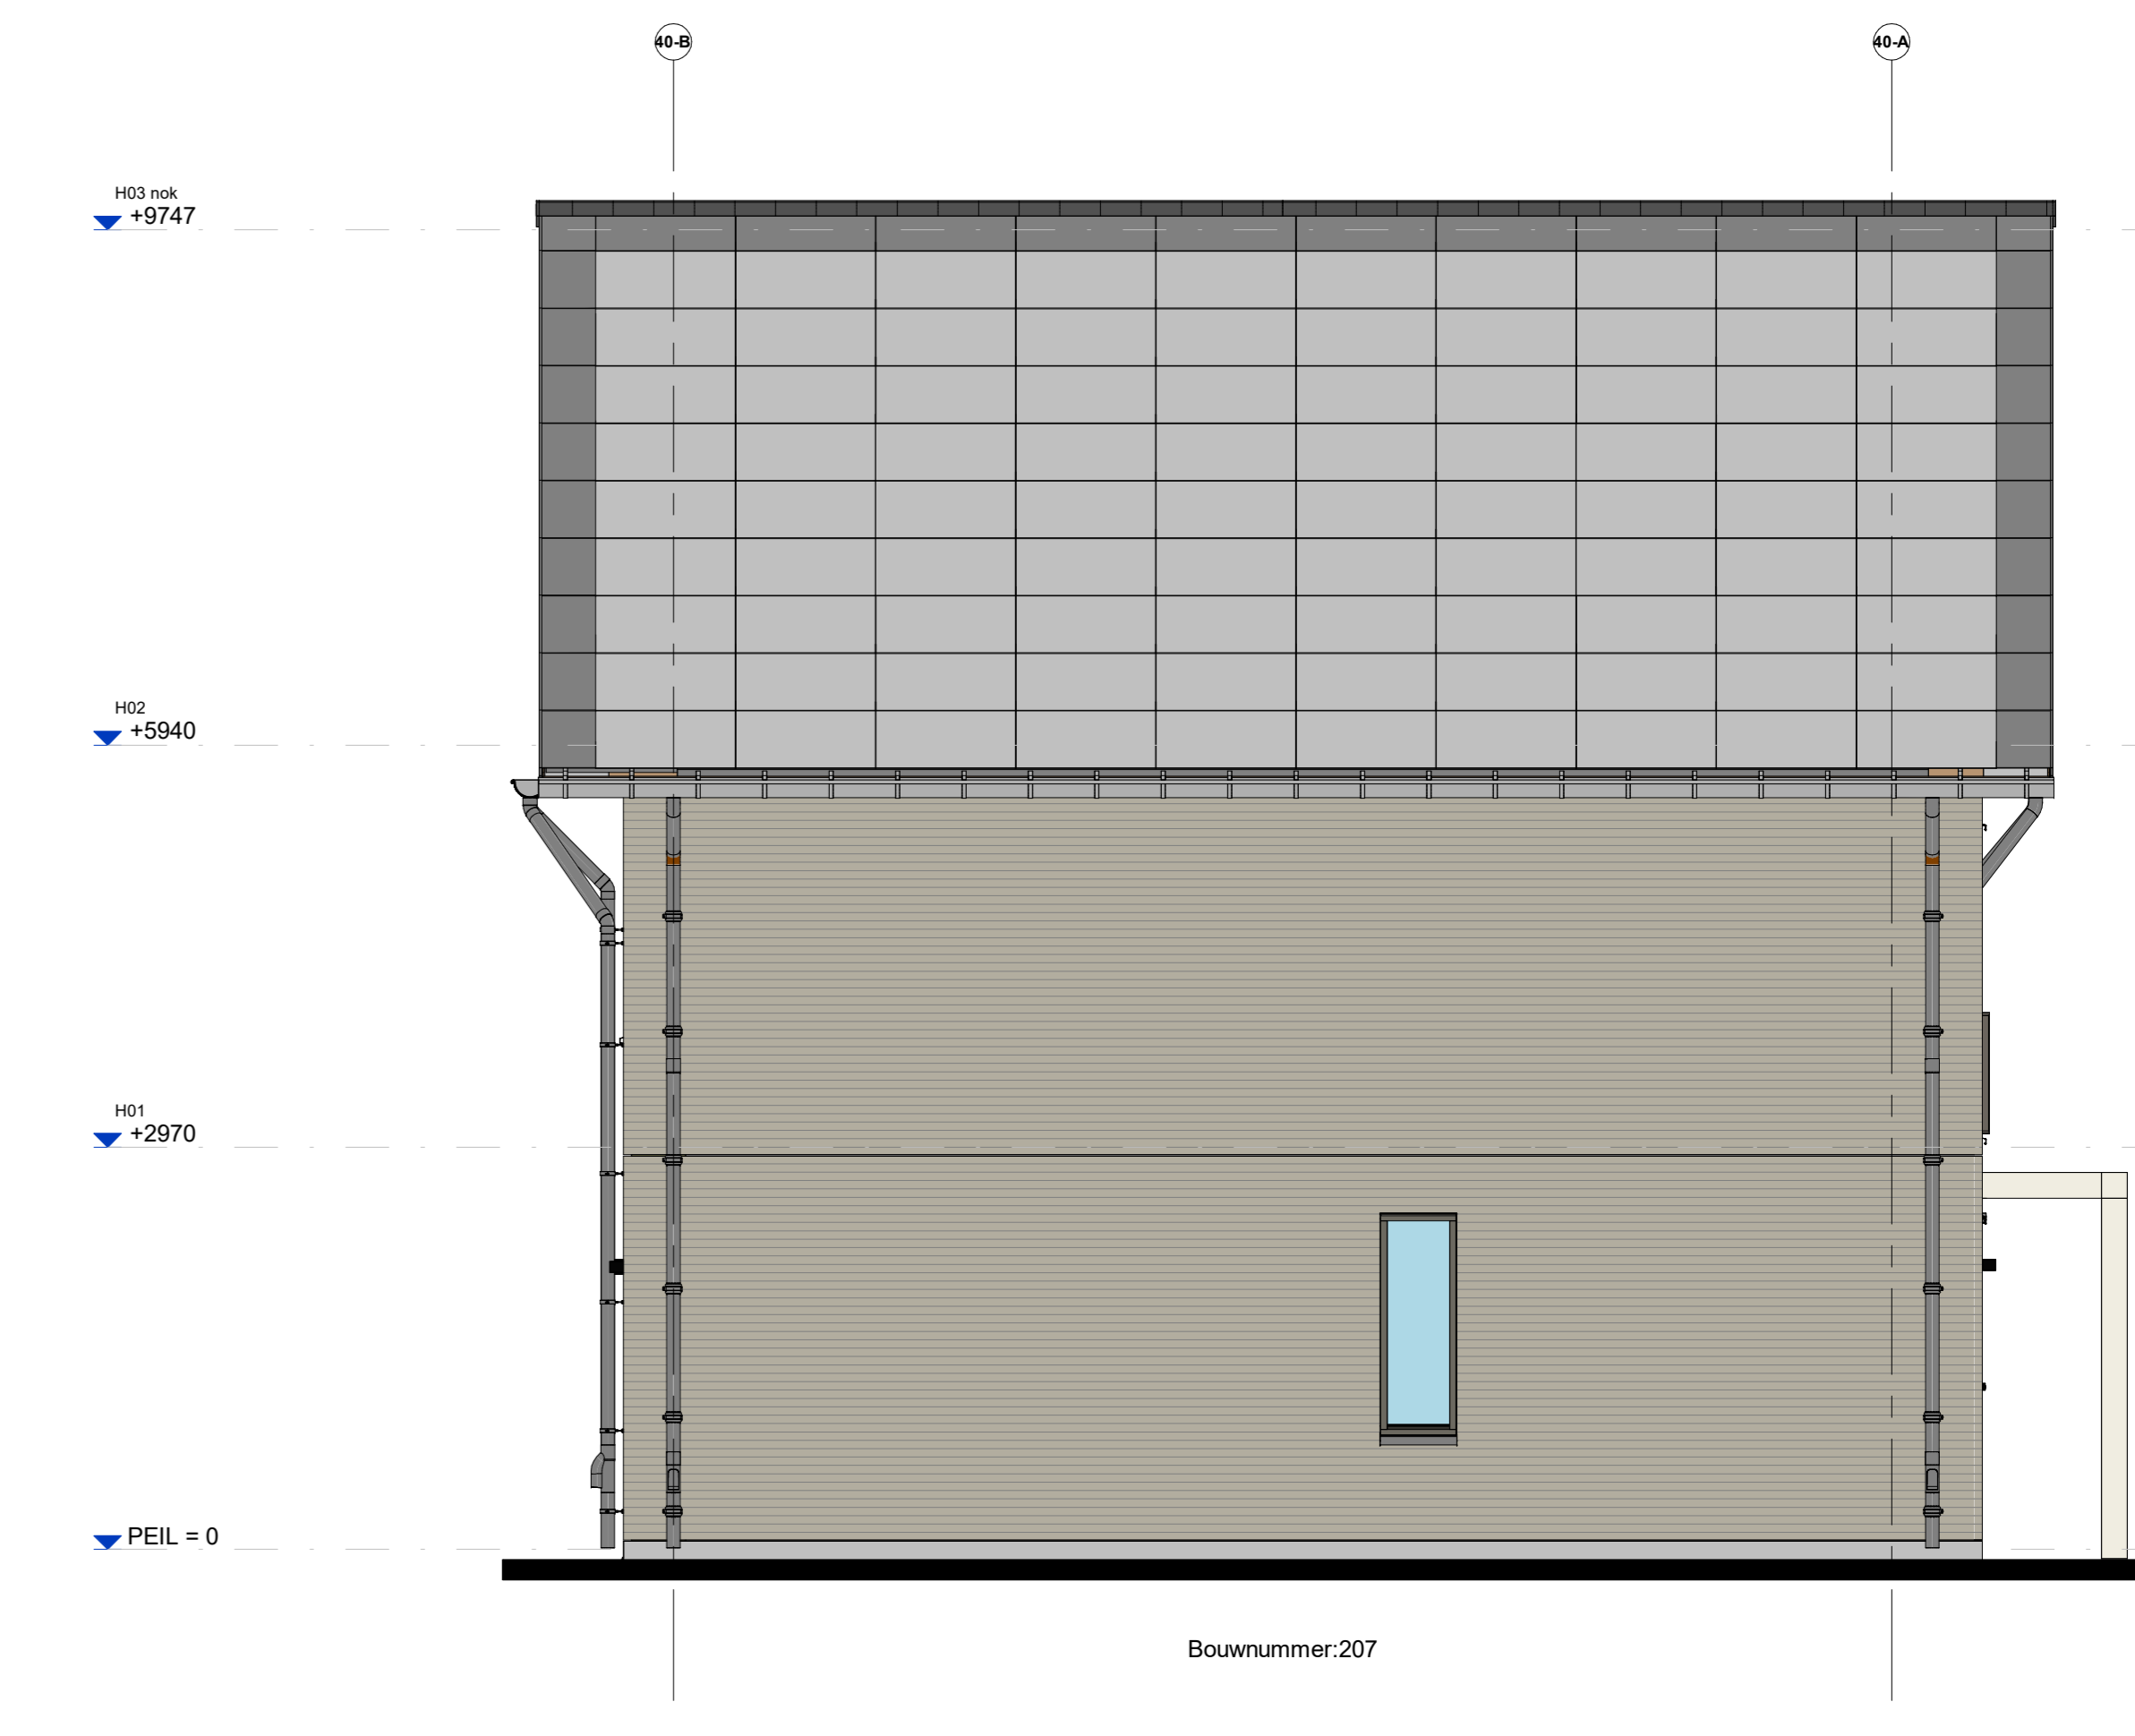 40-B
40-A
H03 nok
+9747
H02
+5940
H01
+2970
PEIL = 0
Bouwnummer:207